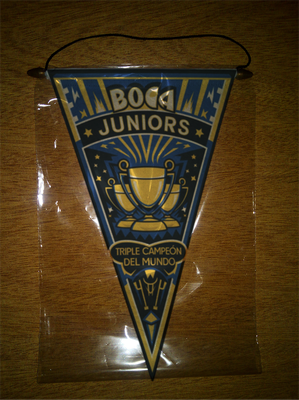 BOCA
JUNIORS
TRIPLE CAMPEÓN
DEL MUNDO